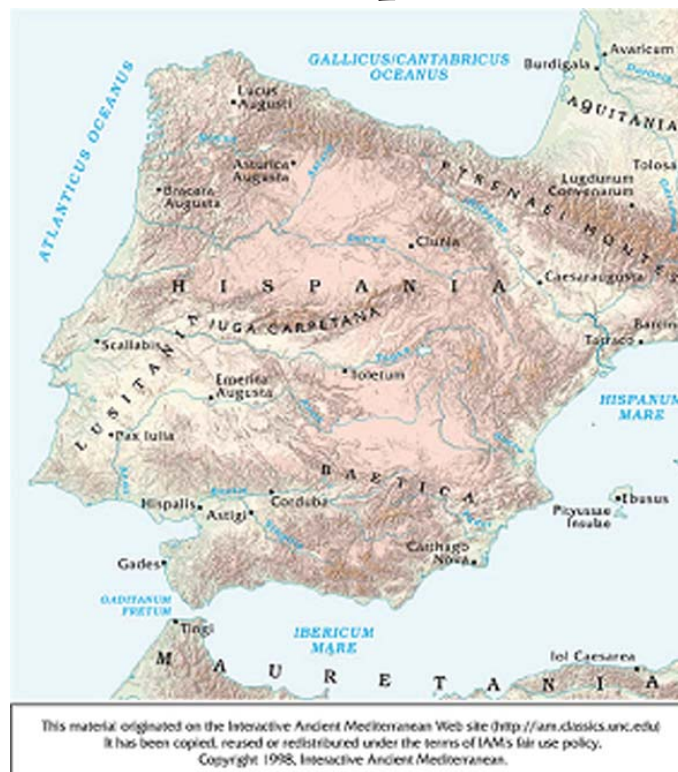 GALLICUS/CANTABRICUS
OCEANUS
ATLANTICUS OCEANUS
Avaricum
Burdigala
AQUITANIA
Tolosa
Lugdunum
Convenarum
PYRENAEI MONTES
Lucus
Augusti
Asturica
Augusta
Bracara
Augusta
Clunia
Caesaraugusta
HISPANIA
IUGA CARPETANA
Barcin
Tarraco
Scallabis
LUSITANIA
Toletum
Emerita
Augusta
HISPANUM
MARE
Pax Iulia
BAETICA
Hispalis
Astigi
Corduba
Ebusus
Pityussae
Insulae
Carthago
Nova
Gades
GADITANUM
FRETUM
Tingi
IBERICUM
MARE
Iol Caesarea
MAURETANIA
This material originated on the Interactive Ancient Mediterranean Web site (http://iam.classics.unc.edu)
It has been copied, reused or redistributed under the terms of IAM's fair use policy.
Copyright 1998, Interactive Ancient Mediterranean.